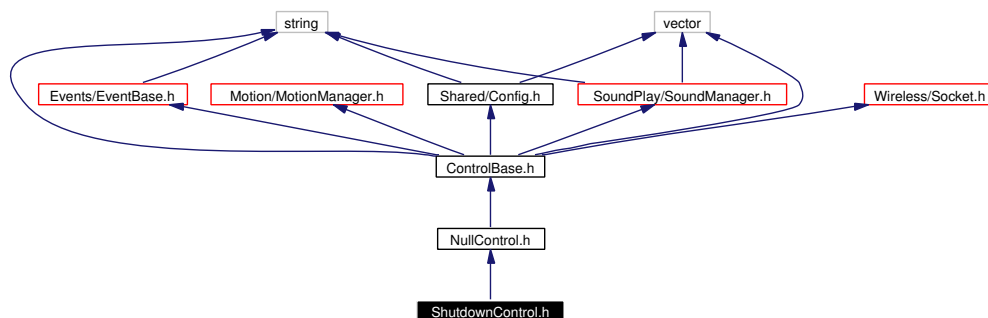 string
vector
Events/EventBase.h
Motion/MotionManager.h
Shared/Config.h
SoundPlay/SoundManager.h
Wireless/Socket.h
ControlBase.h
NullControl.h
ShutdownControl.h